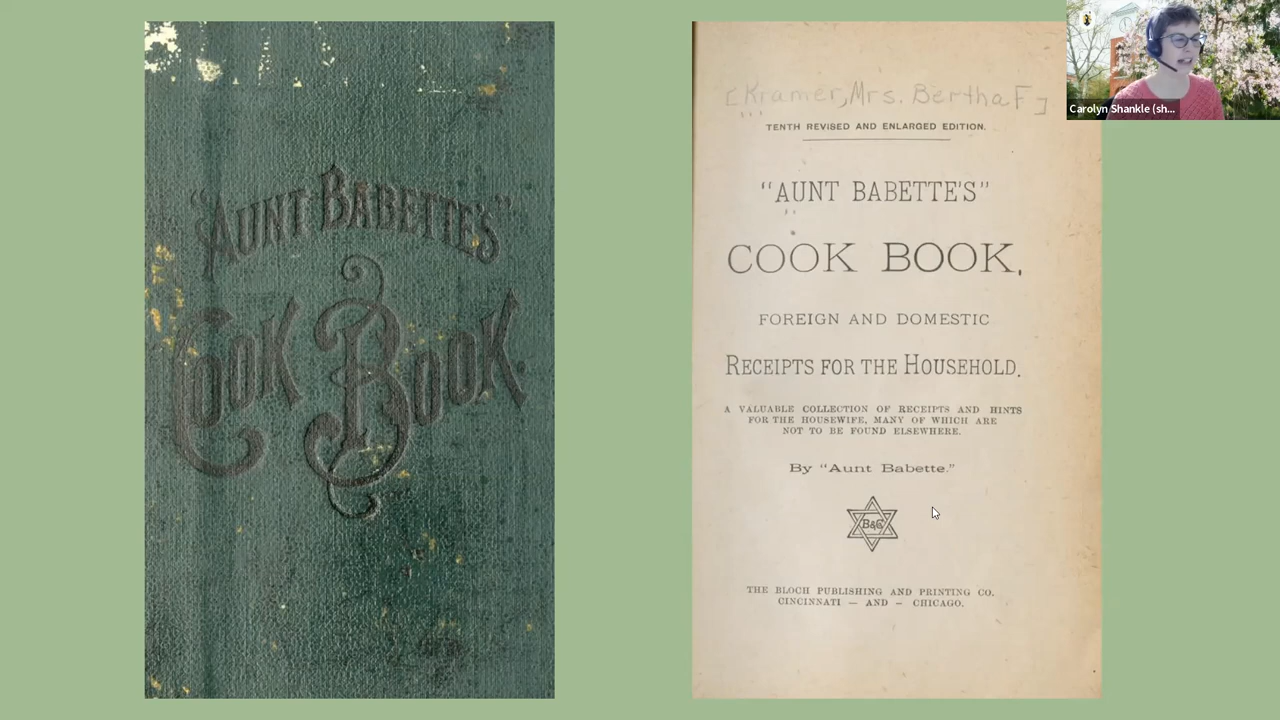 "AUNT BABETTE'S"
COOK BOOK.
[Kramer, Mrs. Bertha F]
TENTH REVISED AND ENLARGED EDITION.
"AUNT BABETTE'S"
COOK BOOK,
FOREIGN AND DOMESTIC
RECEIPTS FOR THE HOUSEHOLD.
A VALUABLE COLLECTION OF RECEIPTS AND HINTS
FOR THE HOUSEWIFE, MANY OF WHICH ARE
NOT TO BE FOUND ELSEWHERE.
By "Aunt Babette."
B&C
THE BLOCH PUBLISHING AND PRINTING CO.
CINCINNATI — AND — CHICAGO.
Carolyn Shankle (sh...